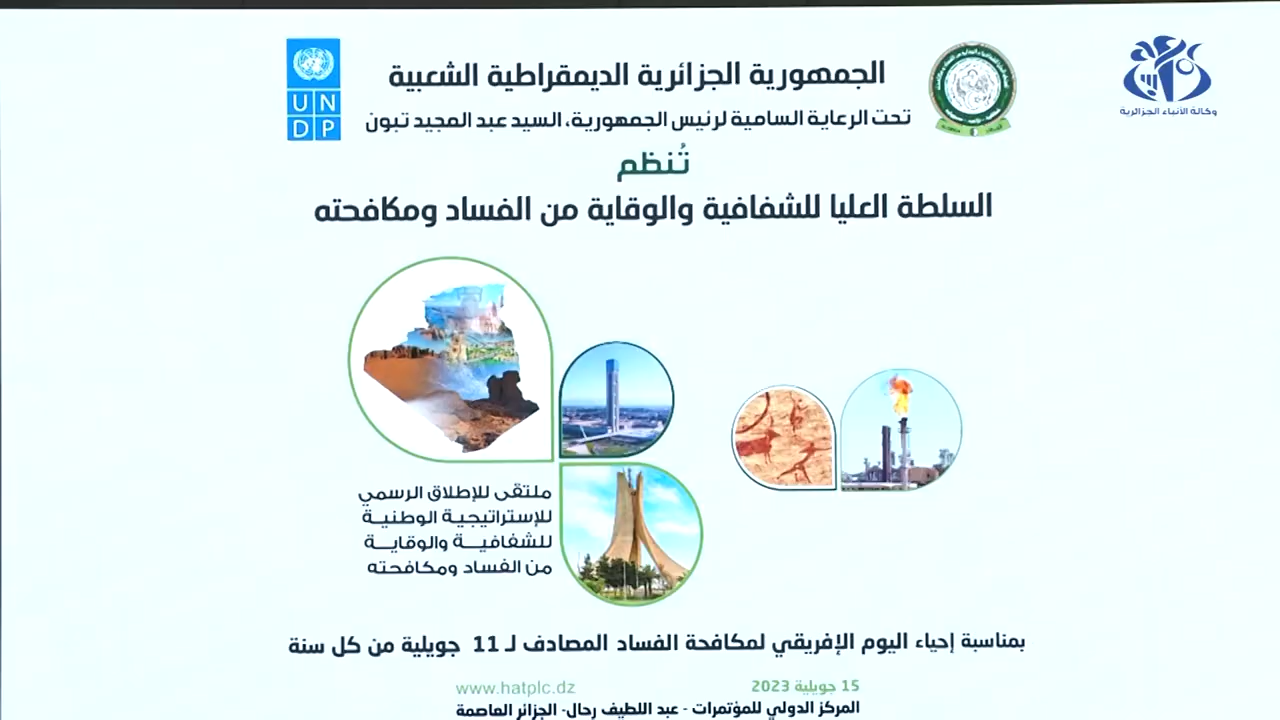 UN
DP
الجمهورية الجزائرية الديمقراطية الشعبية
تحت الرعاية السامية لرئيس الجمهورية، السيد عبد المجيد تبون
وكالة الأنباء الجزائرية
تُنظم
السلطة العليا للشفافية والوقاية من الفساد ومكافحته
ملتقى للإطلاق الرسمي
للإستراتيجية الوطنية
للشفافية والوقاية
من الفساد ومكافحته
بمناسبة إحياء اليوم الإفريقي لمكافحة الفساد المصادف لـ 11 جويلية من كل سنة
15 جويلية 2023
www.hatplc.dz
المركز الدولي للمؤتمرات - عبد اللطيف رحال- الجزائر العاصمة